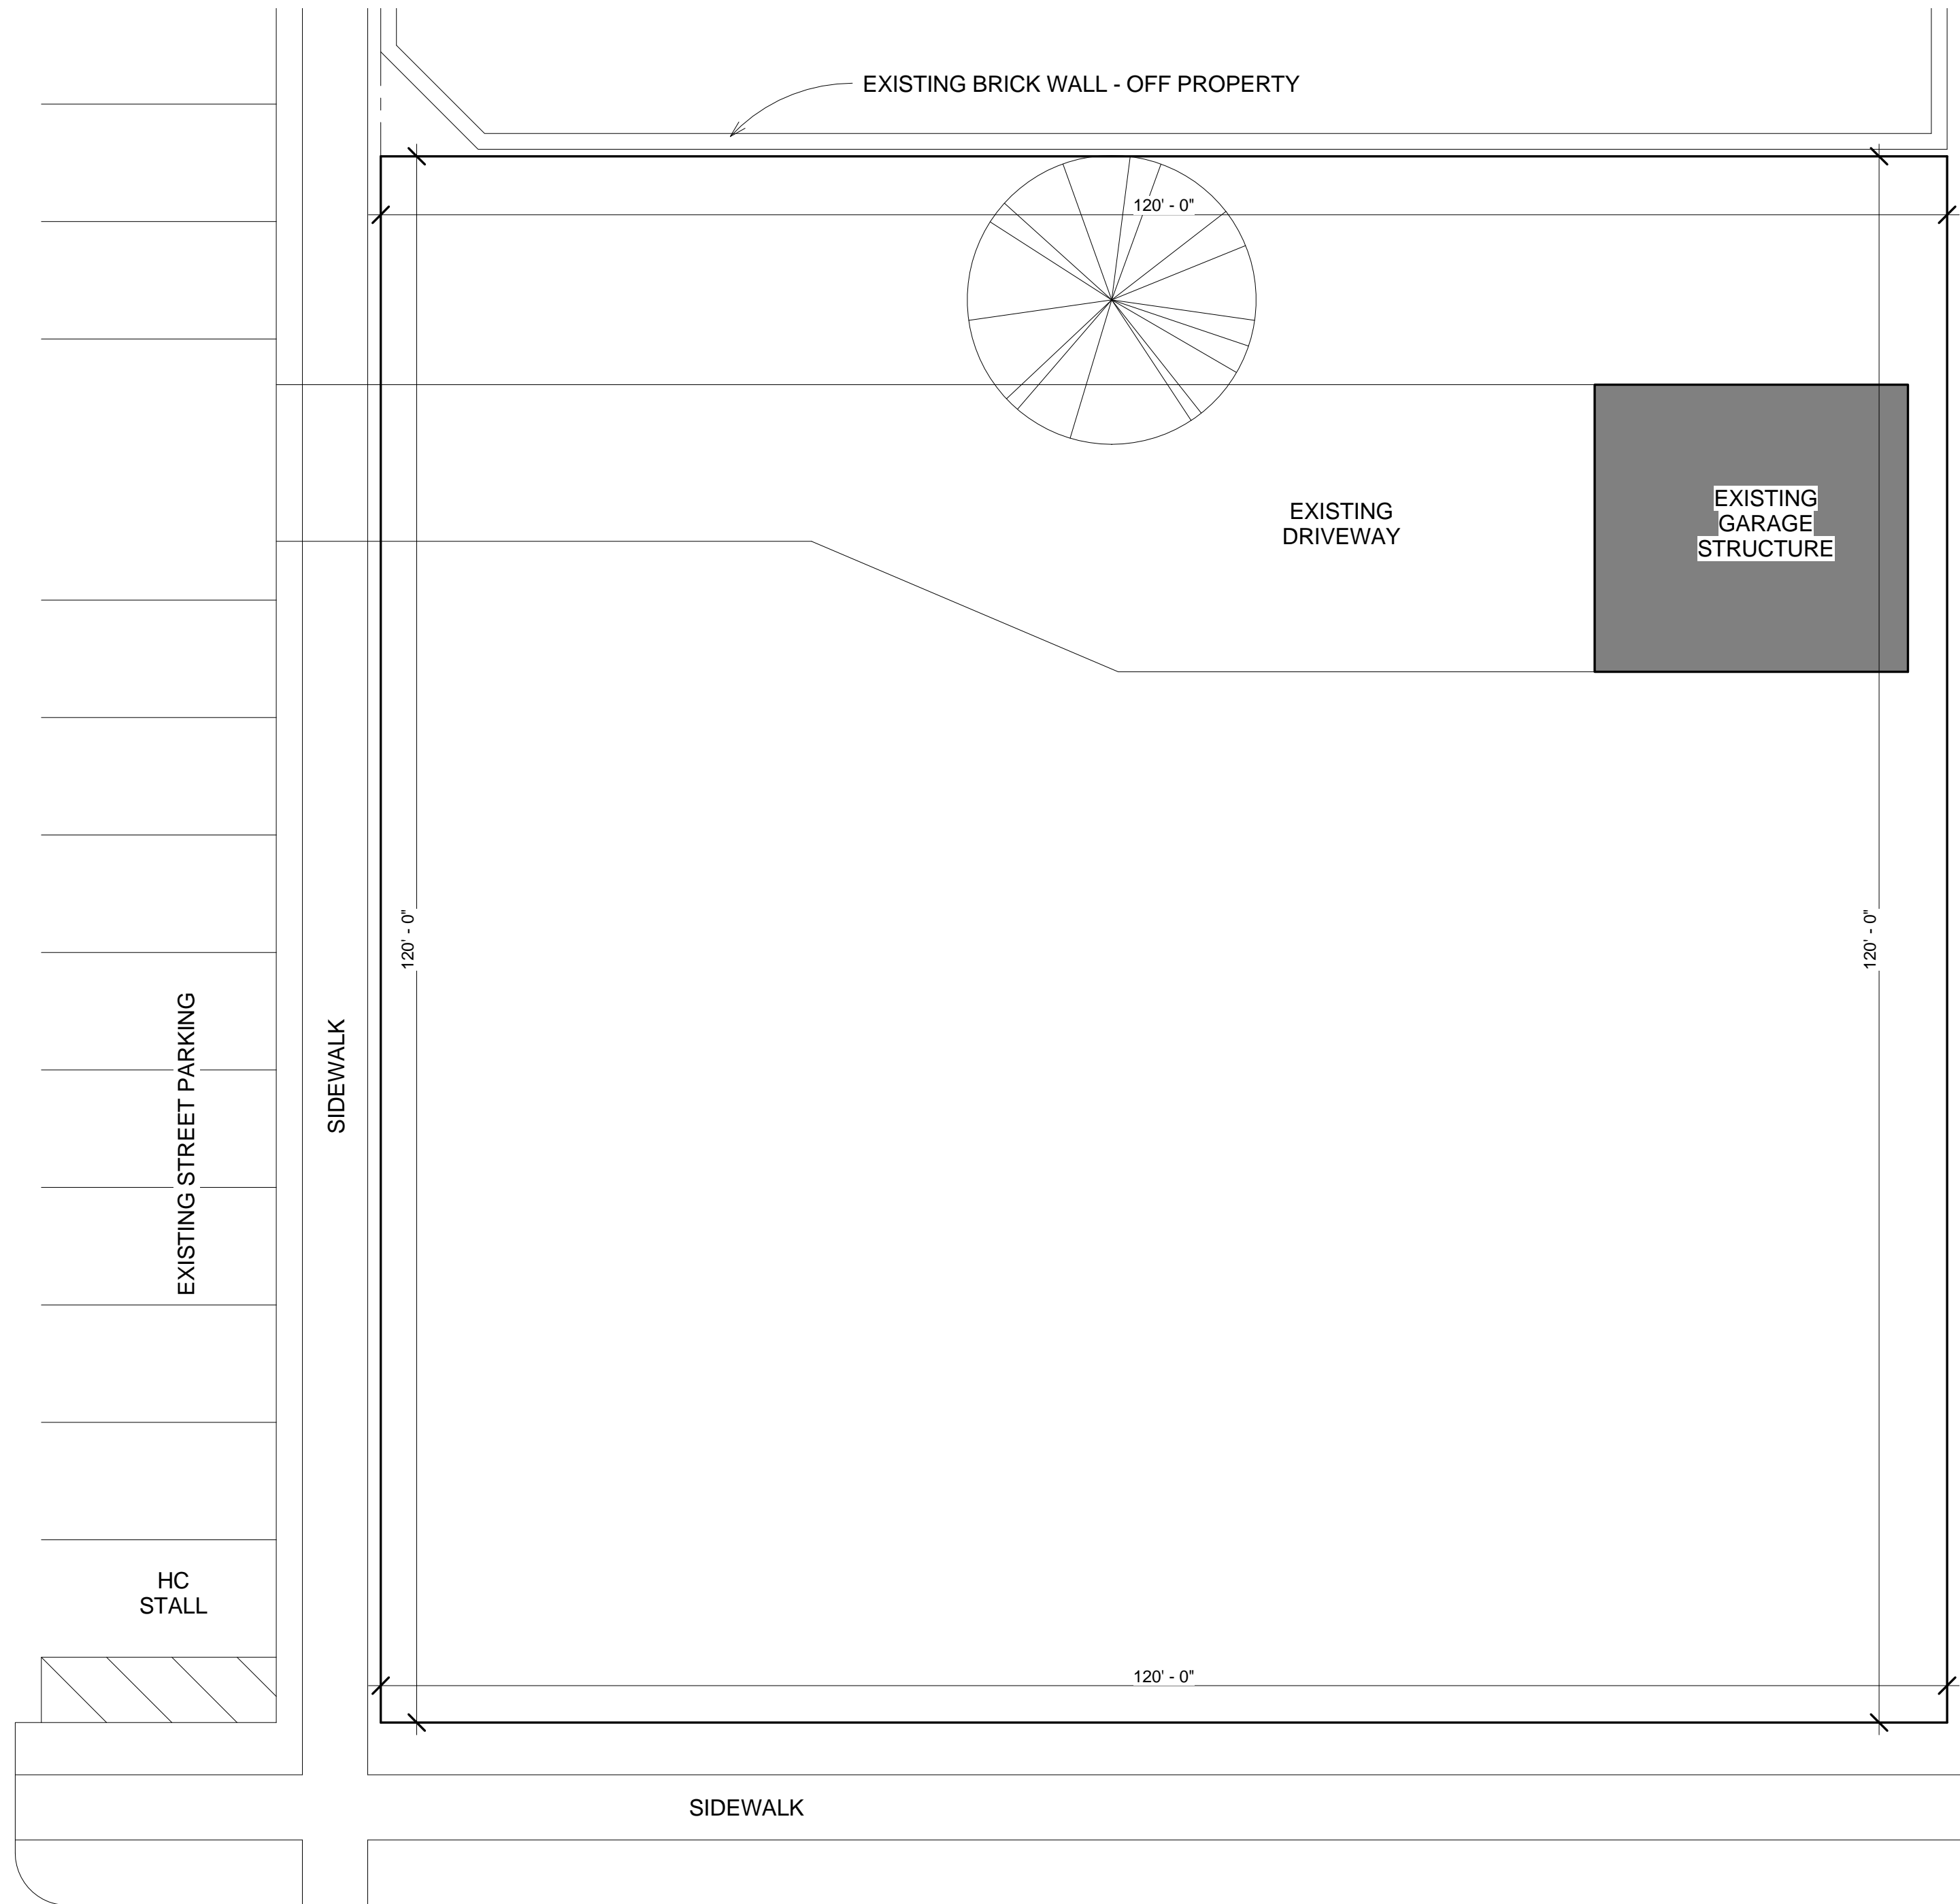 EXISTING BRICK WALL - OFF PROPERTY
120' - 0"
EXISTING
DRIVEWAY
EXISTING
GARAGE
STRUCTURE
120' - 0"
120' - 0"
EXISTING STREET PARKING
SIDEWALK
HC
STALL
120' - 0"
SIDEWALK